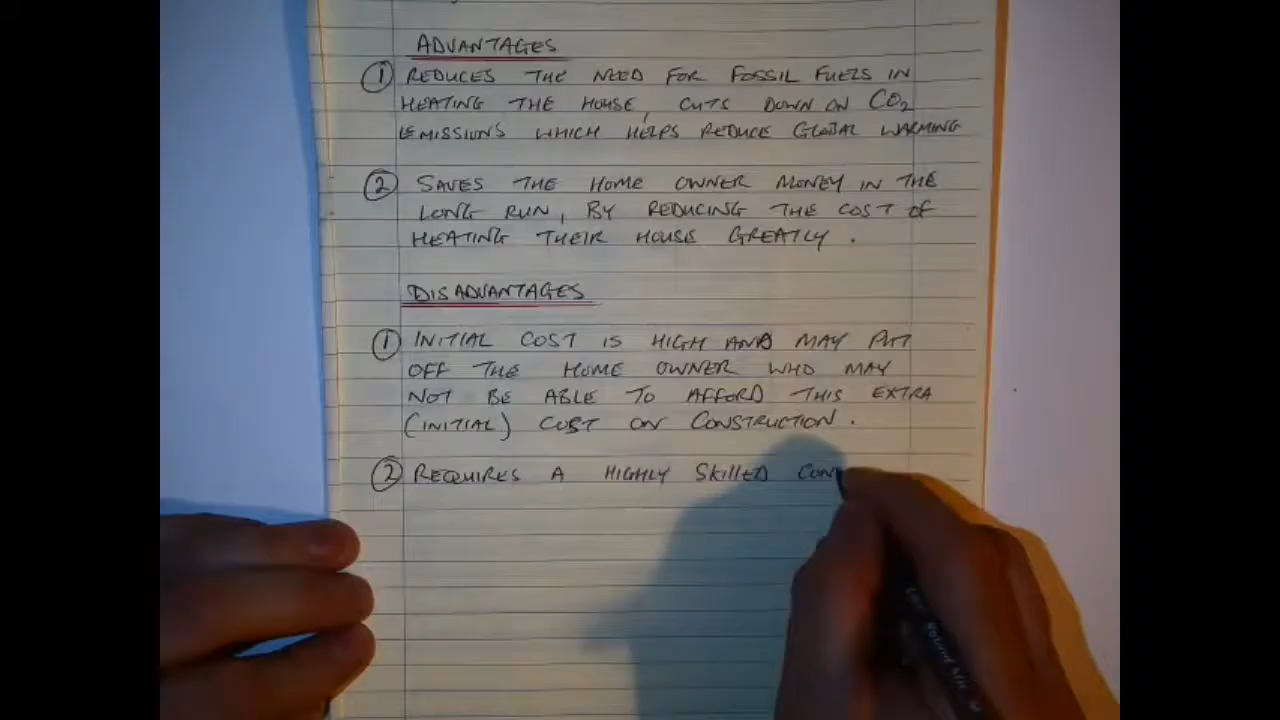 ADVANTAGES
① REDUCES THE NEED FOR FOSSIL FUELS IN
HEATING THE HOUSE, CUTS DOWN ON CO2
EMISSIONS WHICH HELPS REDUCE GLOBAL WARMING
② SAVES THE HOME OWNER MONEY IN THE
LONG RUN, BY REDUCING THE COST OF
HEATING THEIR HOUSE GREATLY.
DISADVANTAGES
① INITIAL COST IS HIGH AND MAY PUT
OFF THE HOME OWNER WHO MAY
NOT BE ABLE TO AFFORD THIS EXTRA
(INITIAL) COST ON CONSTRUCTION.
② REQUIRES A HIGHLY SKILLED CON